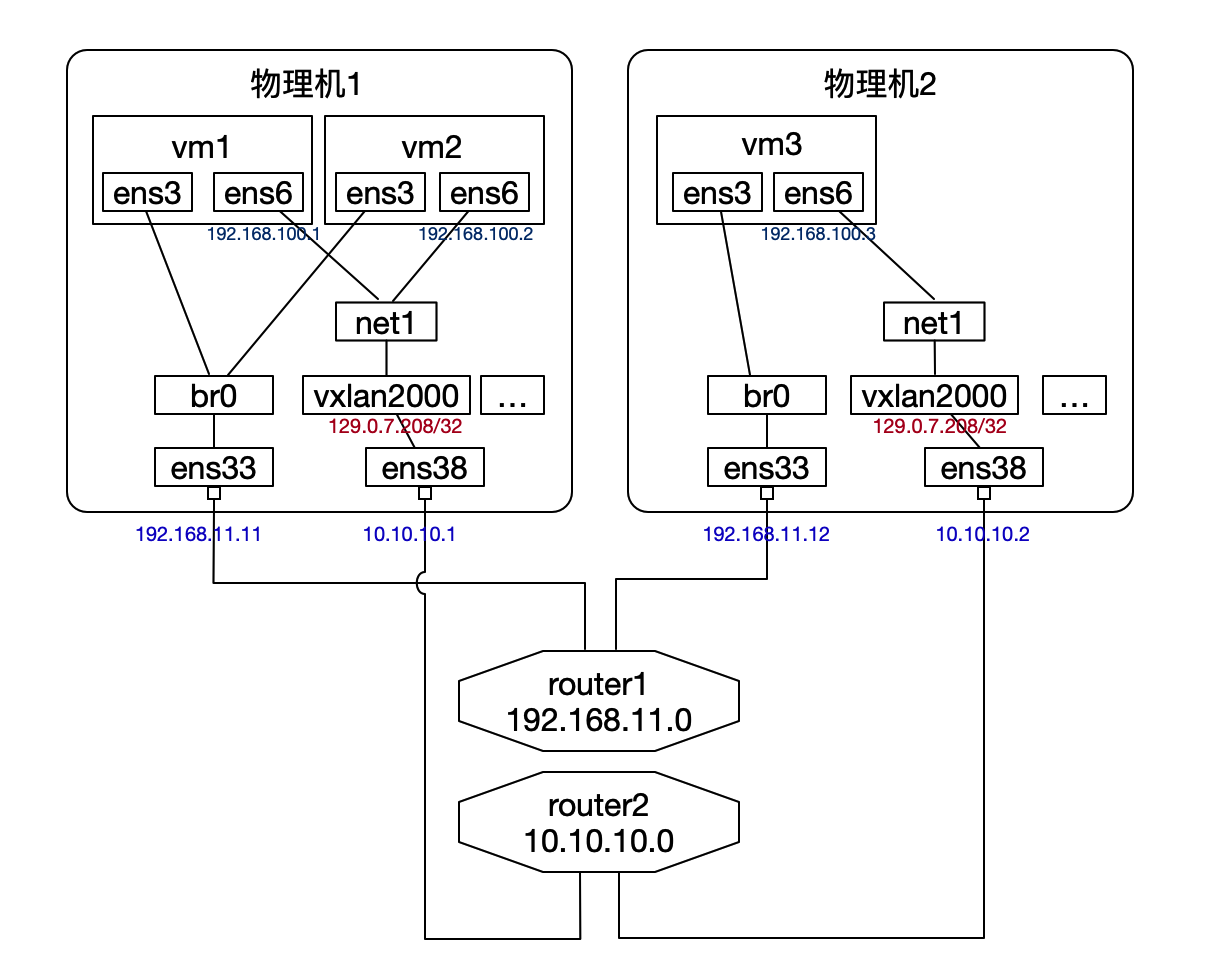 物理机1
vm1
ens3
ens6
192.168.100.1
vm2
ens3
ens6
192.168.100.2
net1
br0
vxlan2000
...
129.0.7.208/32
ens33
ens38
192.168.11.11
10.10.10.1
物理机2
vm3
ens3
ens6
192.168.100.3
net1
br0
vxlan2000
...
129.0.7.208/32
ens33
ens38
192.168.11.12
10.10.10.2
router1
192.168.11.0
router2
10.10.10.0